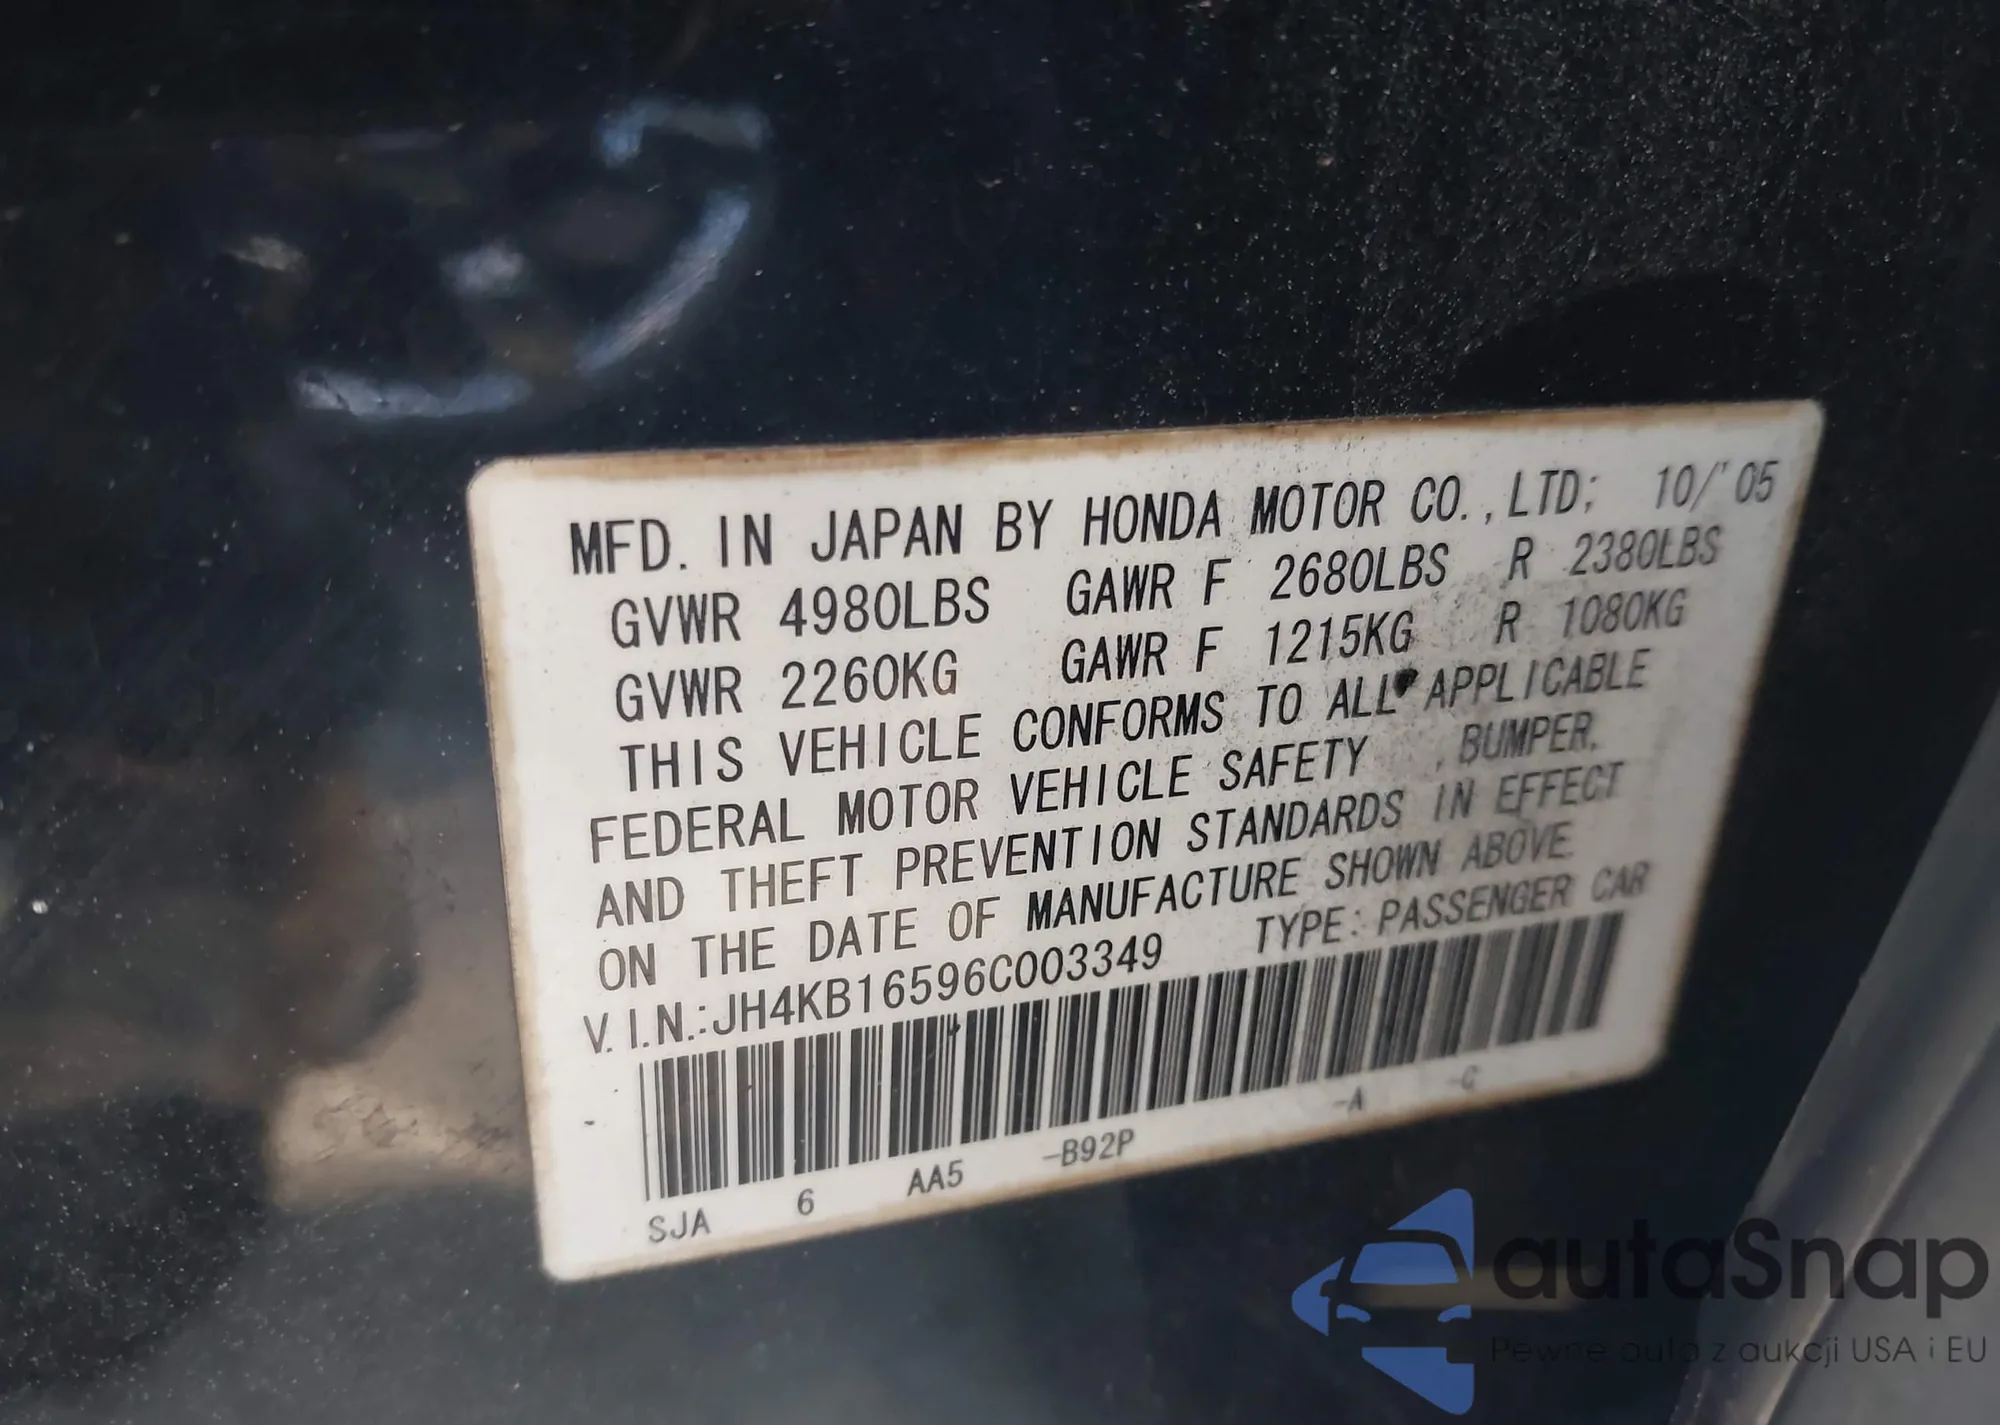 MFD. IN JAPAN BY HONDA MOTOR CO.,LTD; 10/'05
GVWR 4980LBS GAWR F 2680LBS R 2380LBS
GVWR 2260KG GAWR F 1215KG R 1080KG
THIS VEHICLE CONFORMS TO ALL APPLICABLE
FEDERAL MOTOR VEHICLE SAFETY , BUMPER,
AND THEFT PREVENTION STANDARDS IN EFFECT
ON THE DATE OF MANUFACTURE SHOWN ABOVE.
V.I.N.:JH4KB16596C003349 TYPE:PASSENGER CAR
SJA 6 AA5 -B92P -A -C
autaSnap
Pewne auta z aukcji USA i EU